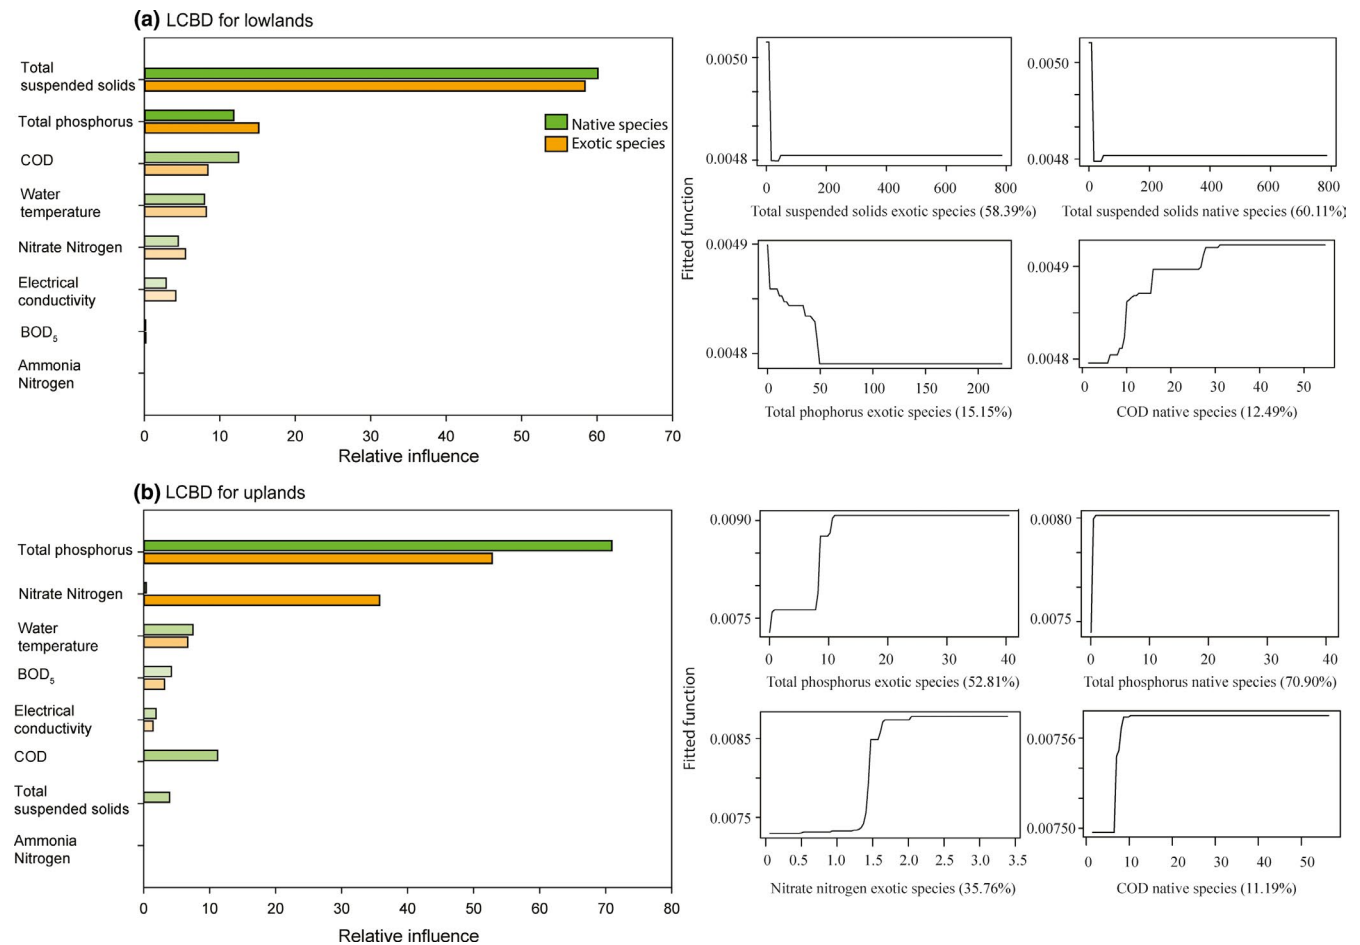 (a) LCBD for lowlands
Total
suspended solids
Total phosphorus
COD
Water
temperature
Nitrate Nitrogen
Electrical
conductivity
BOD5
Ammonia
Nitrogen
Native species
Exotic species
0 10 20 30 40 50 60 70
Relative influence
Fitted function
0.0050
0.0048
0 200 400 600 800
Total suspended solids exotic species (58.39%)
0.0050
0.0048
0 200 400 600 800
Total suspended solids native species (60.11%)
0.0049
0.0048
0 50 100 150 200
Total phophorus exotic species (15.15%)
0.0049
0.0048
0 10 20 30 40 50
COD native species (12.49%)
(b) LCBD for uplands
Total phosphorus
Nitrate Nitrogen
Water
temperature
BOD5
Electrical
conductivity
COD
Total
suspended solids
Ammonia
Nitrogen
0 10 20 30 40 50 60 70 80
Relative influence
Fitted function
0.0090
0.0075
0 10 20 30 40
Total phosphorus exotic species (52.81%)
0.0080
0.0075
0 10 20 30 40
Total phosphorus native species (70.90%)
0.0085
0.0075
0 0.5 1.0 1.5 2.0 2.5 3.0 3.5
Nitrate nitrogen exotic species (35.76%)
0.00756
0.00750
0 10 20 30 40 50
COD native species (11.19%)